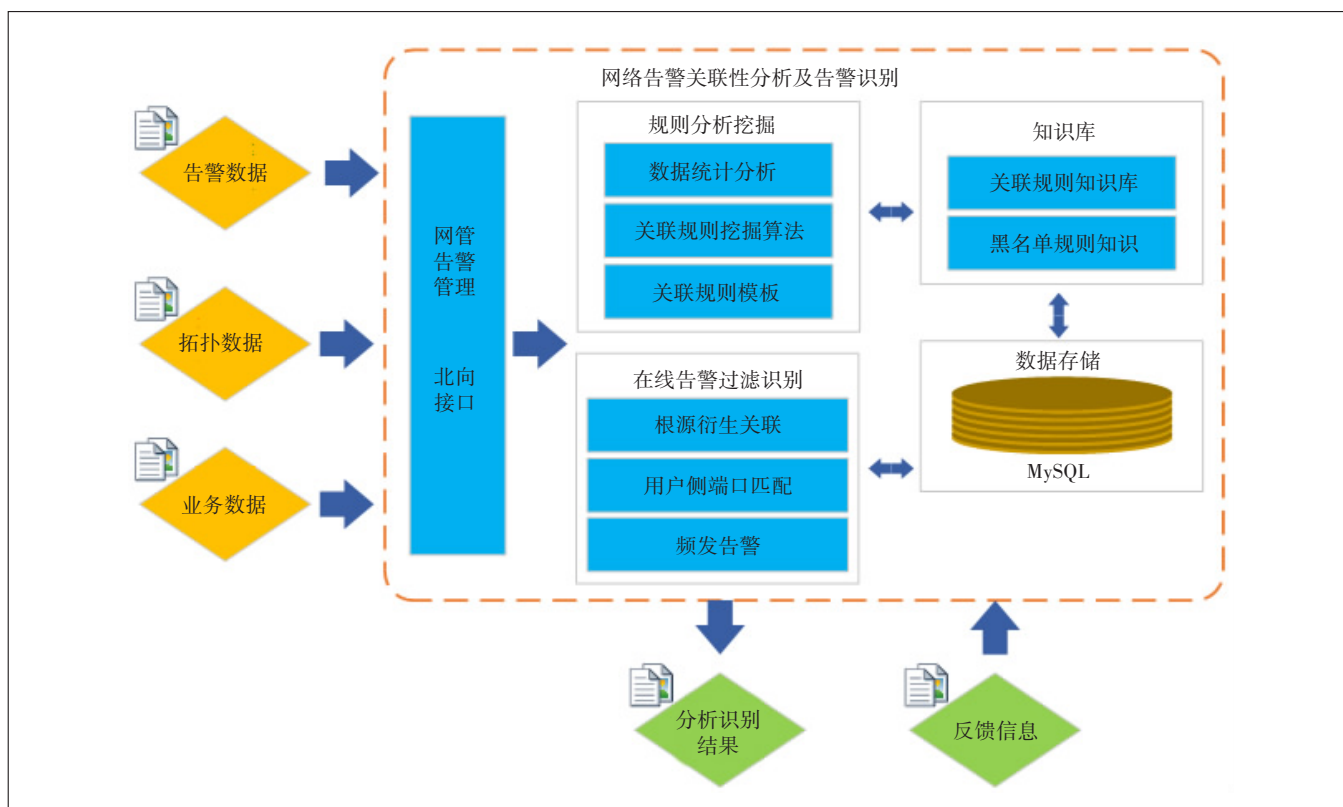 网络告警关联性分析及告警识别
告警数据
拓扑数据
业务数据
网管
告警
管理
北向
接口
规则分析挖掘
数据统计分析
关联规则挖掘算法
关联规则模板
在线告警过滤识别
根源衍生关联
用户侧端口匹配
频发告警
知识库
关联规则知识库
黑名单规则知识
数据存储
MySQL
分析识别
结果
反馈信息